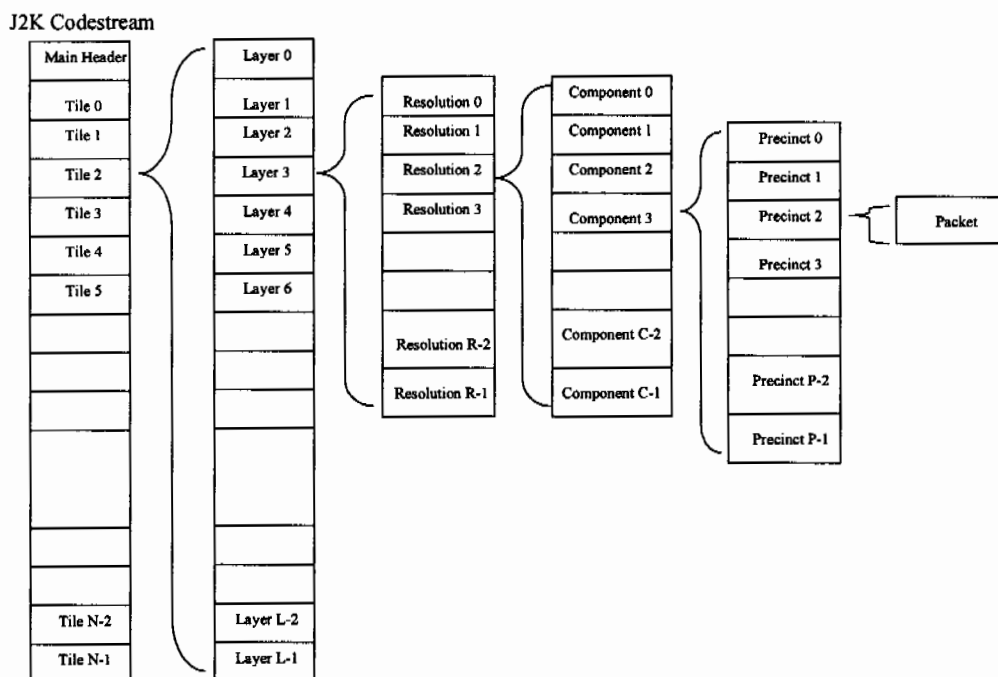 J2K Codestream
Main Header
Tile 0
Tile 1
Tile 2
Tile 3
Tile 4
Tile 5
Tile N-2
Tile N-1
Layer 0
Layer 1
Layer 2
Layer 3
Layer 4
Layer 5
Layer 6
Layer L-2
Layer L-1
Resolution 0
Resolution 1
Resolution 2
Resolution 3
Resolution R-2
Resolution R-1
Component 0
Component 1
Component 2
Component 3
Component C-2
Component C-1
Precinct 0
Precinct 1
Precinct 2
Precinct 3
Precinct P-2
Precinct P-1
Packet